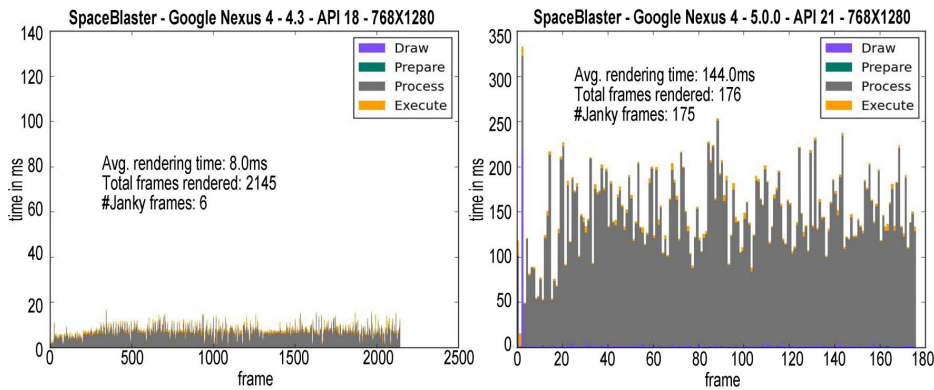 SpaceBlaster - Google Nexus 4 - 4.3 - API 18 - 768X1280
140
120
100
80
60
40
20
0
time in ms
Draw
Prepare
Process
Execute
Avg. rendering time: 8.0ms
Total frames rendered: 2145
#Janky frames: 6
0 500 1000 1500 2000 2500
frame
SpaceBlaster - Google Nexus 4 - 5.0.0 - API 21 - 768X1280
350
300
250
200
150
100
50
0
time in ms
Draw
Prepare
Process
Execute
Avg. rendering time: 144.0ms
Total frames rendered: 176
#Janky frames: 175
0 20 40 60 80 100 120 140 160 180
frame